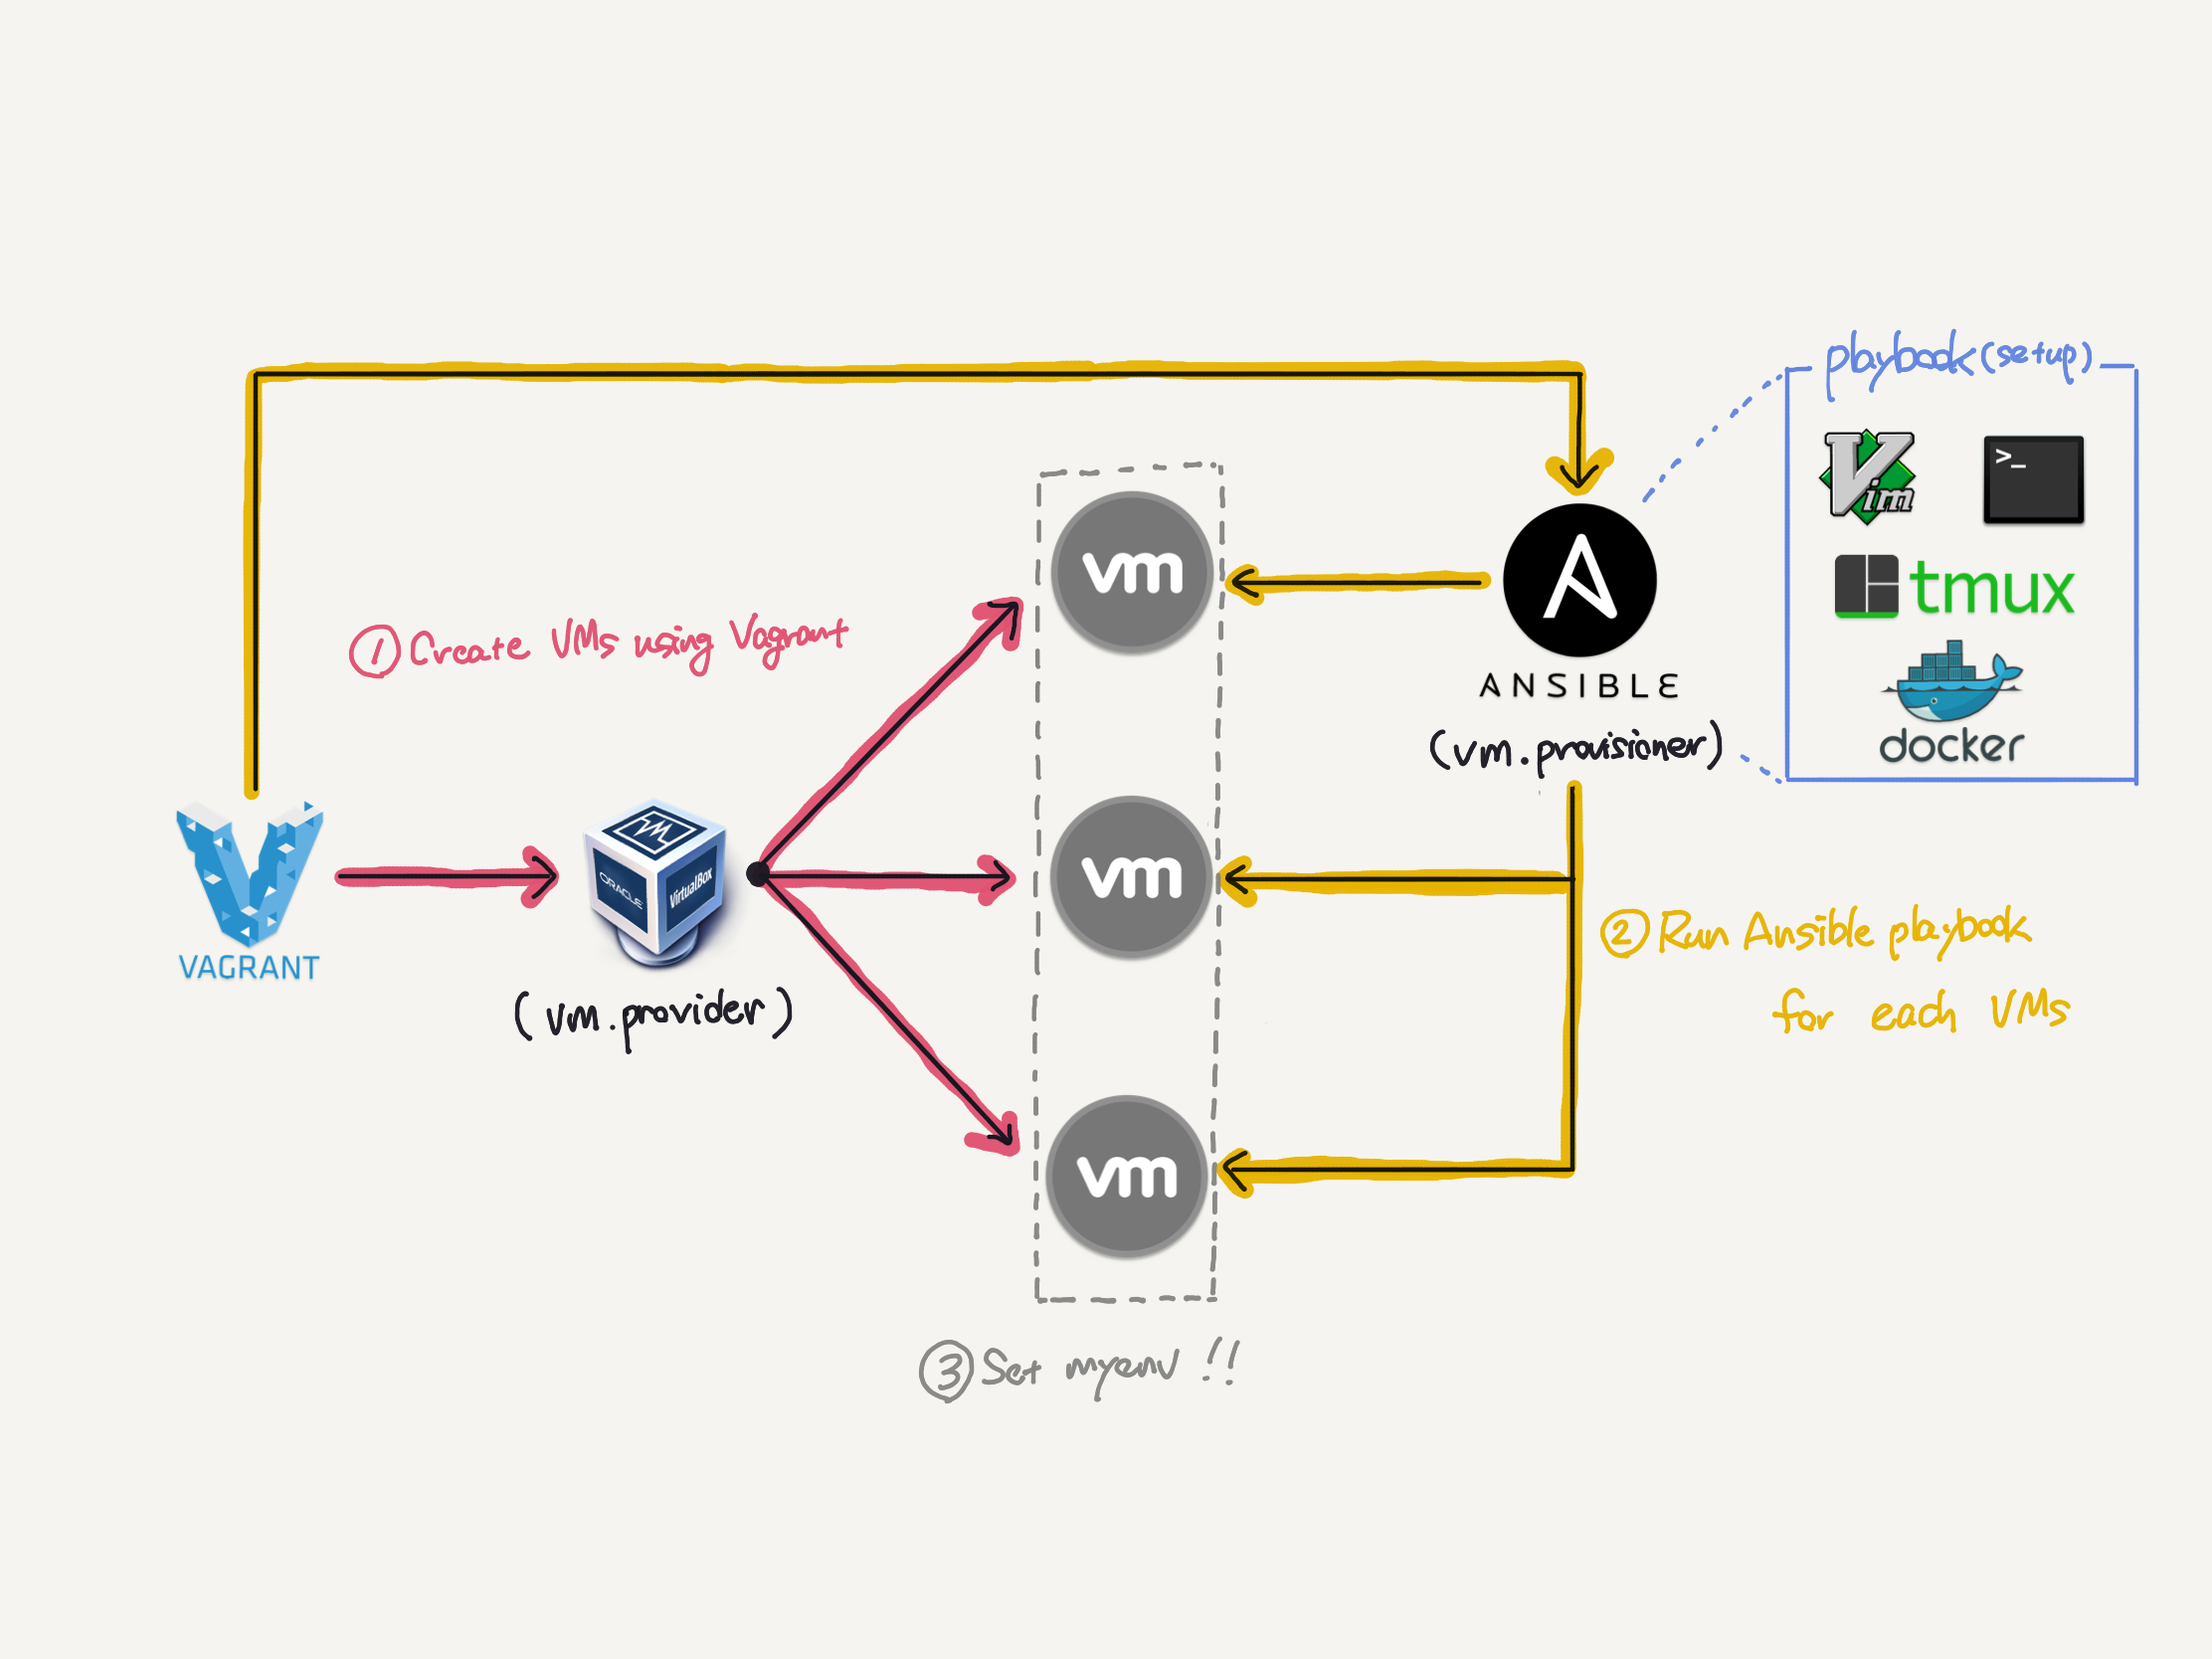 playbook (setup)
Vim
>_
tmux
docker
vm
ANSIBLE
(vm.provisioner)
① Create VMs using Vagrant
VAGRANT
ORACLE
VirtualBox
(vm.provider)
vm
② Run Ansible playbook
for each VMs
vm
③ Set myenv !!